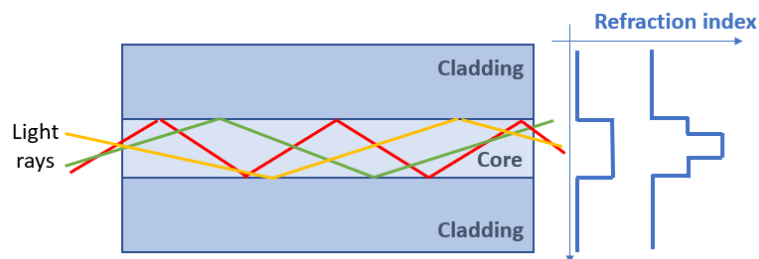 Refraction index
Cladding
Light
rays
Core
Cladding